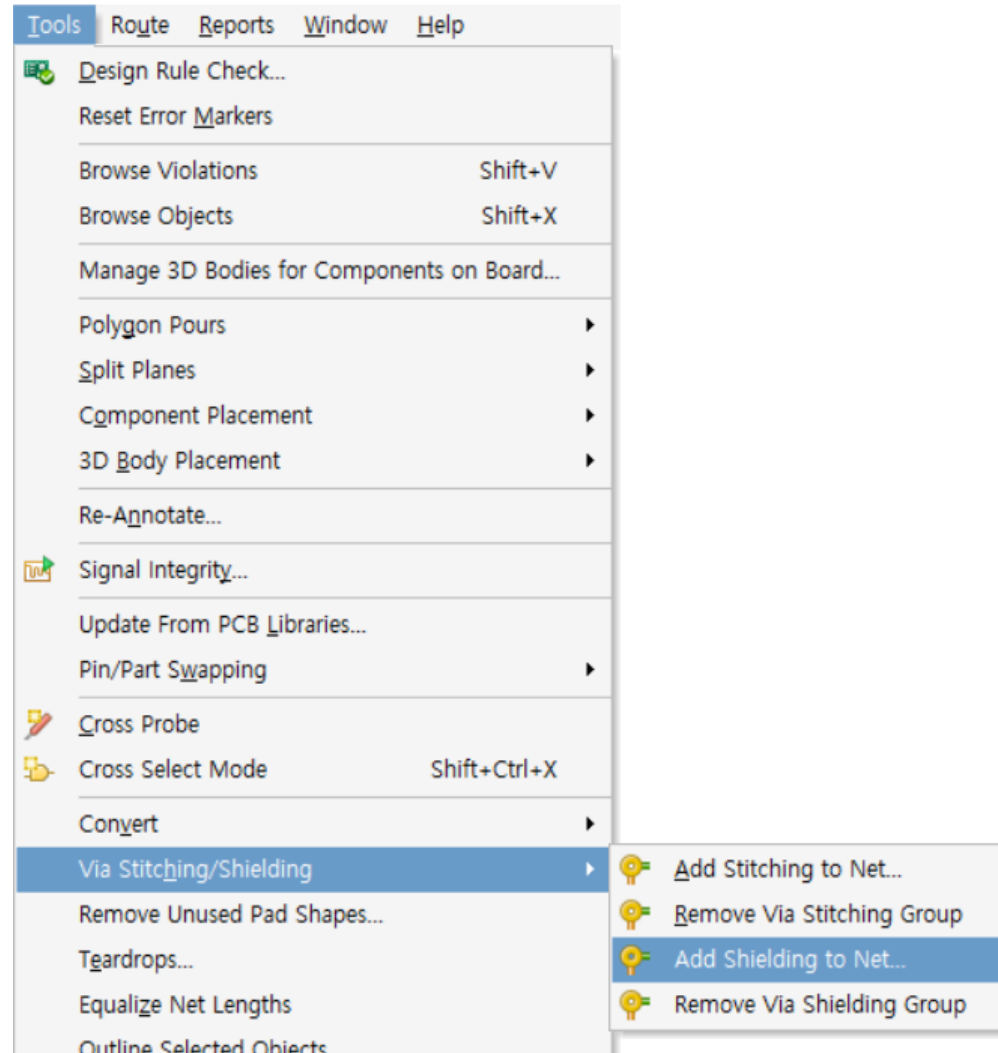 Tools Route Reports Window Help
Design Rule Check...
Reset Error Markers
Browse Violations Shift+V
Browse Objects Shift+X
Manage 3D Bodies for Components on Board...
Polygon Pours
Split Planes
Component Placement
3D Body Placement
Re-Annotate...
Signal Integrity...
Update From PCB Libraries...
Pin/Part Swapping
Cross Probe
Cross Select Mode Shift+Ctrl+X
Convert
Via Stitching/Shielding
Remove Unused Pad Shapes...
Teardrops...
Equalize Net Lengths
Outline Selected Objects
Add Stitching to Net...
Remove Via Stitching Group
Add Shielding to Net...
Remove Via Shielding Group